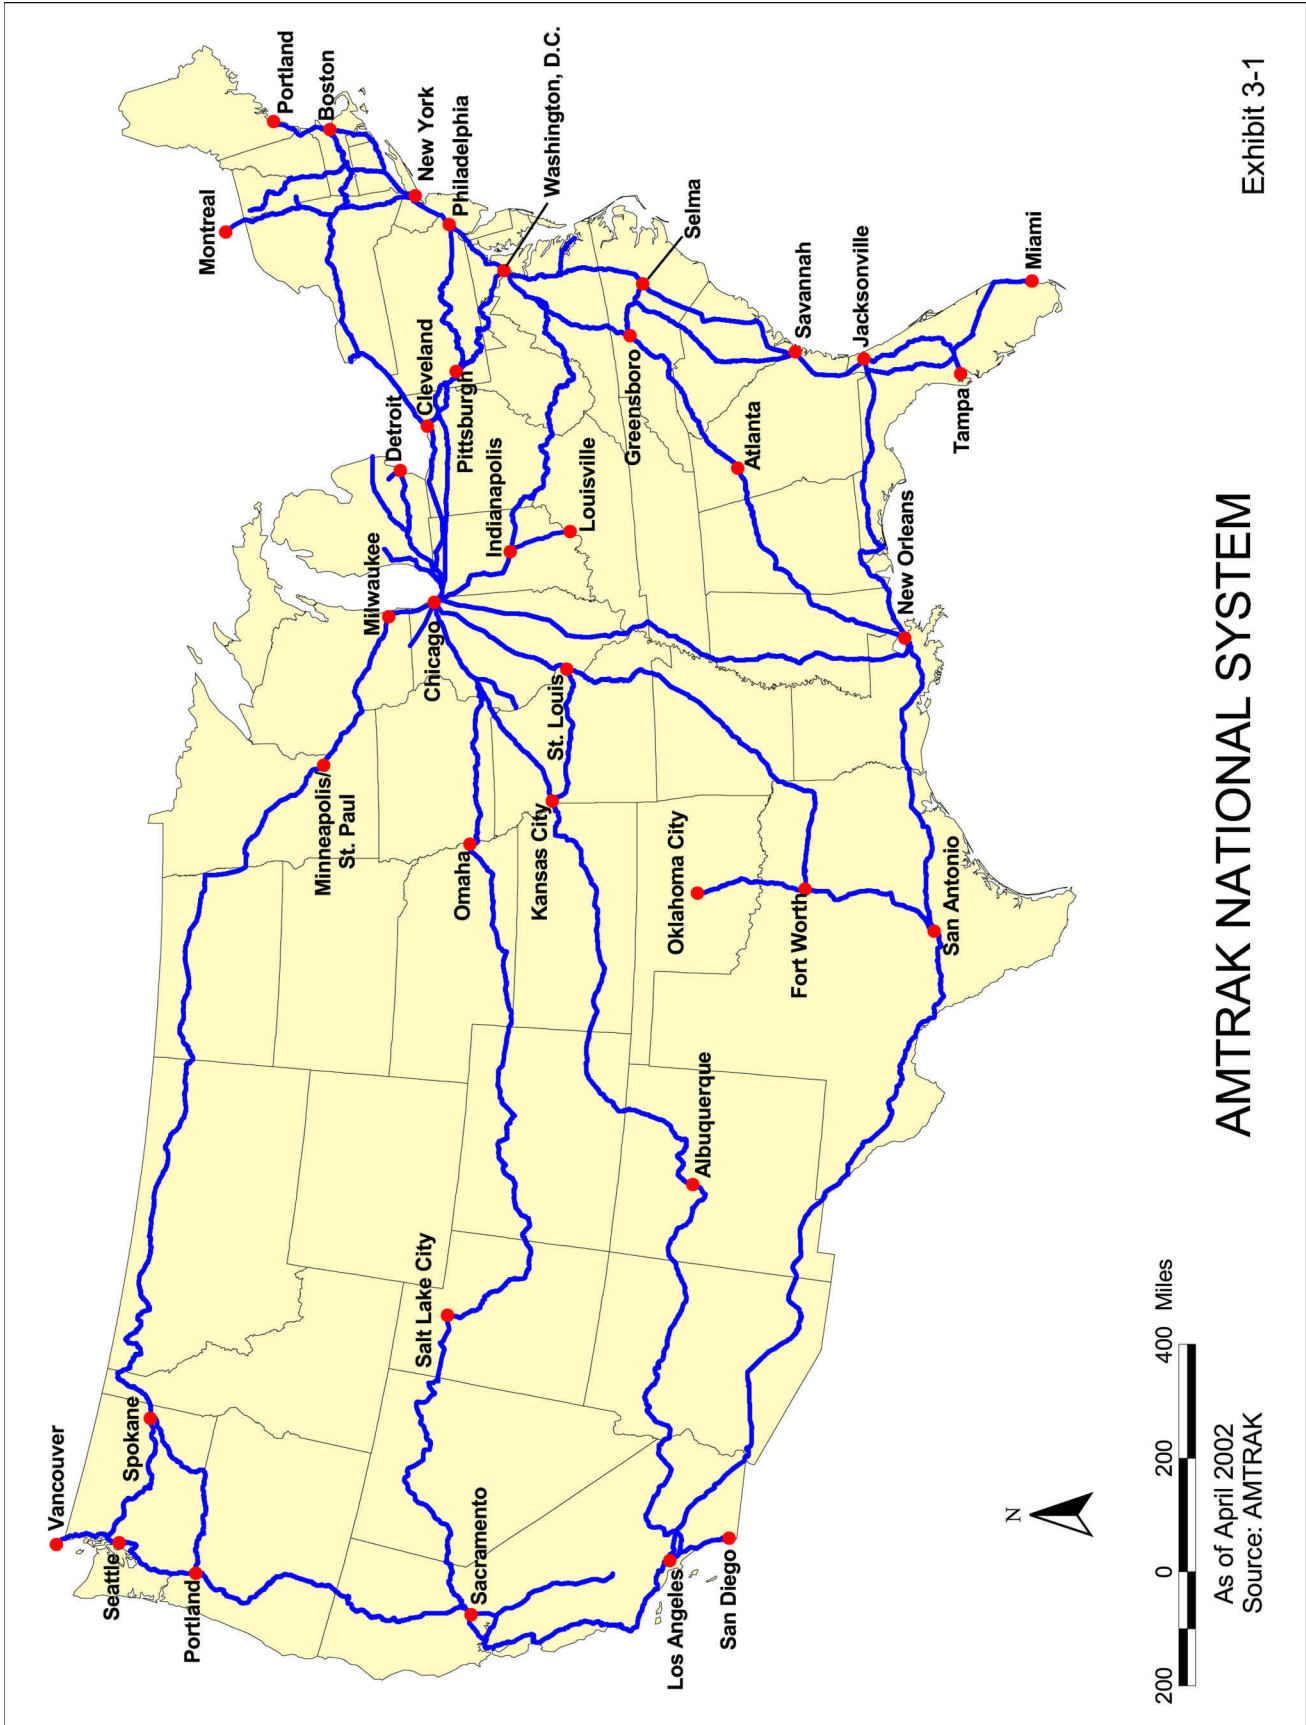 Vancouver
Seattle
Spokane
Portland
Sacramento
Salt Lake City
Los Angeles
San Diego
Albuquerque
Minneapolis/
St. Paul
Omaha
Kansas City
Oklahoma City
Fort Worth
San Antonio
Milwaukee
Chicago
St. Louis
Detroit
Cleveland
Pittsburgh
Indianapolis
Louisville
Greensboro
Atlanta
New Orleans
Montreal
Portland
Boston
New York
Philadelphia
Washington, D.C.
Selma
Savannah
Jacksonville
Tampa
Miami
N
200 0 200 400 Miles
As of April 2002
Source: AMTRAK
AMTRAK NATIONAL SYSTEM
Exhibit 3-1